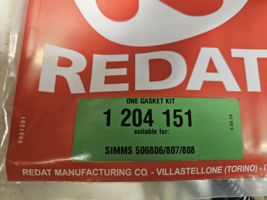 REDAT
ONE GASKET KIT
1 204 151
suitable for:
SIMMS 506806/807/808
REDAT MANUFACTURING CO. - VILLASTELLONE (TORINO) -